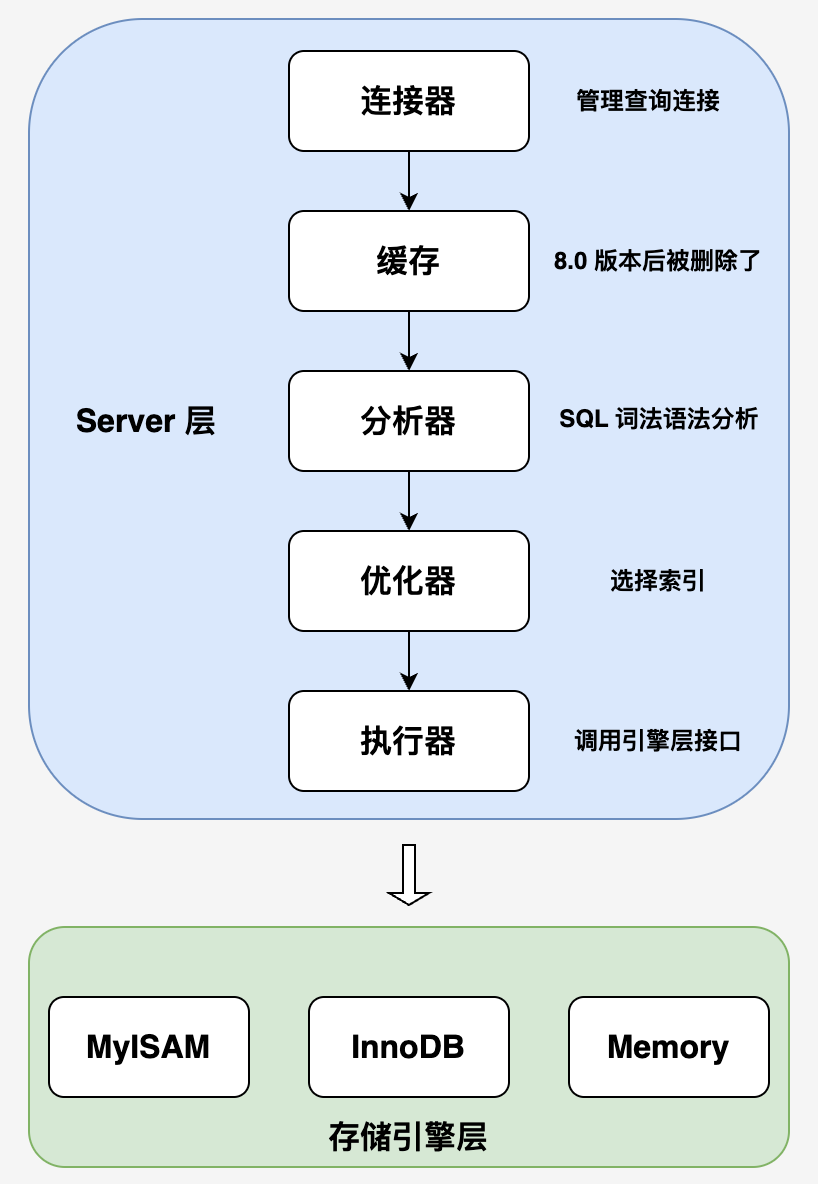 连接器
管理查询连接
缓存
8.0 版本后被删除了
Server 层
分析器
SQL 词法语法分析
优化器
选择索引
执行器
调用引擎层接口
MyISAM
InnoDB
Memory
存储引擎层